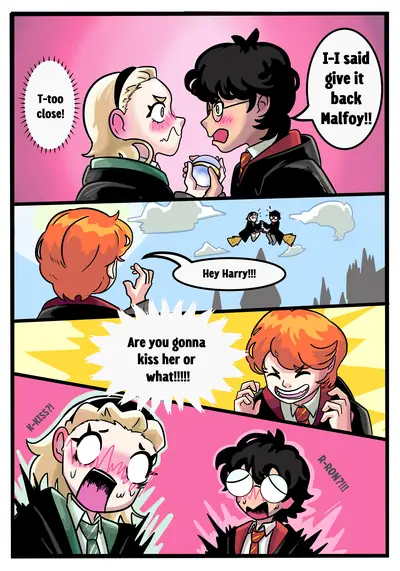 T-too
close!
I-I said
give it
back
Malfoy!!
Hey Harry!!!
Are you gonna
kiss her or
what!!!!!
K-KISS?!
R-RON?!!!